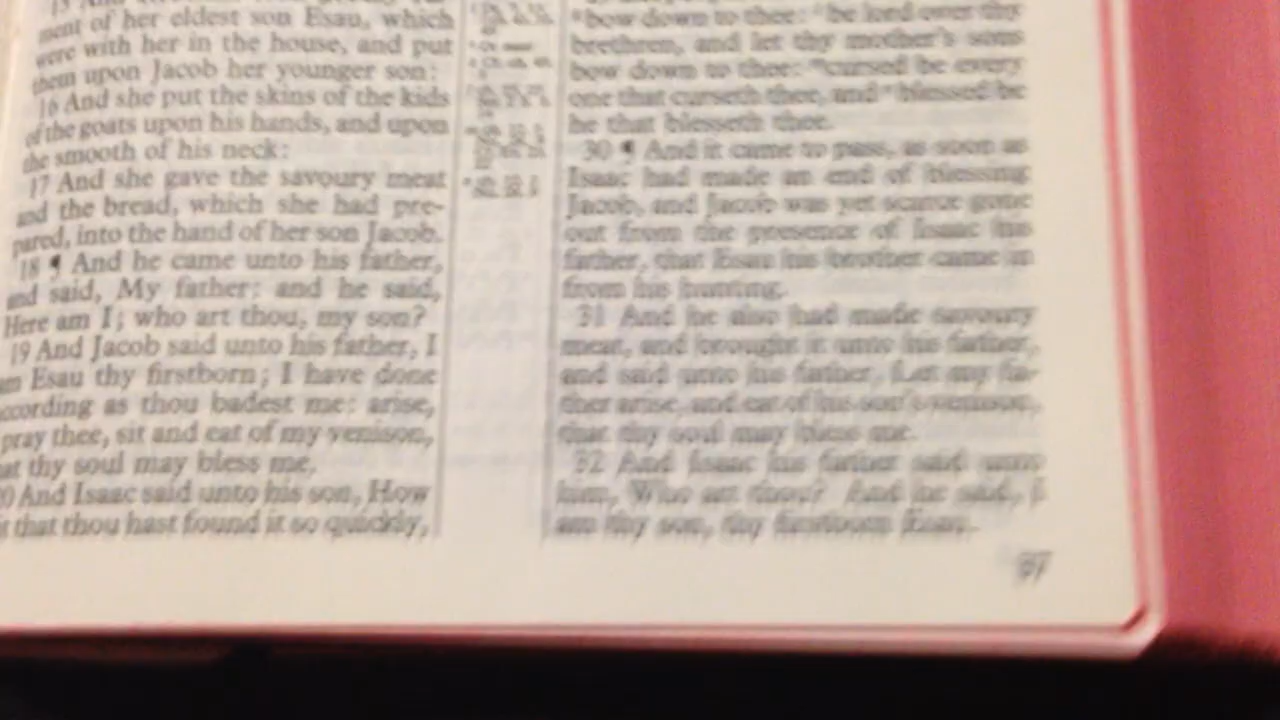 ment of her eldest son Esau, which
were with her in the house, and put
them upon Jacob her younger son:
16 And she put the skins of the kids
of the goats upon his hands, and upon
the smooth of his neck:
17 And she gave the savoury meat
and the bread, which she had pre-
pared, into the hand of her son Jacob.
18 ¶ And he came unto his father,
and said, My father: and he said,
Here am I; who art thou, my son?
19 And Jacob said unto his father, I
am Esau thy firstborn; I have done
ccording as thou badest me: arise,
pray thee, sit and eat of my venison,
at thy soul may bless me.
0 And Isaac said unto his son, How
it that thou hast found it so quickly,
bow down to thee: be lord over thy
brethren, and let thy mother's sons
bow down to thee: cursed be every
one that curseth thee, and blessed be
he that blesseth thee.
30 ¶ And it came to pass, as soon as
Isaac had made an end of blessing
Jacob, and Jacob was yet scarce gone
out from the presence of Isaac his
father, that Esau his brother came in
from his hunting.
31 And he also had made savoury
meat, and brought it unto his father,
and said unto his father, Let my fa-
ther arise, and eat of his son's venison,
that thy soul may bless me.
32 And Isaac his father said unto
him, Who art thou? And he said, I
am thy son, thy firstborn Esau.